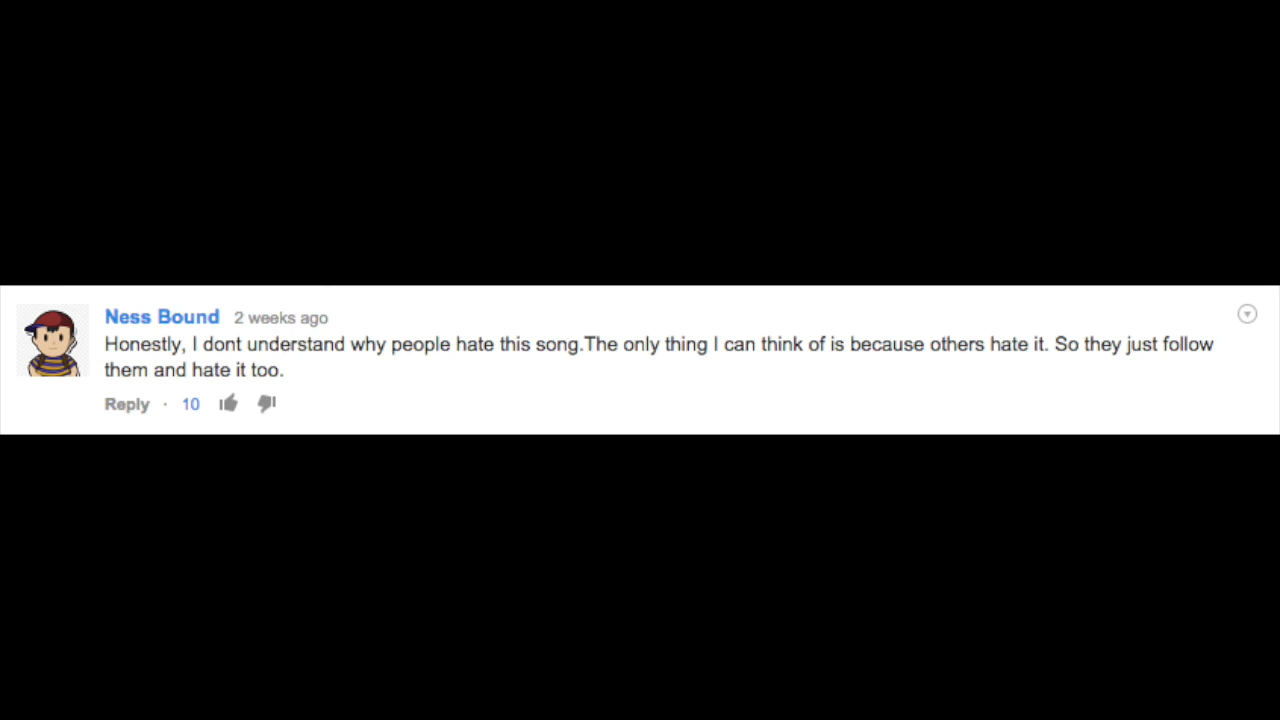 Ness Bound 2 weeks ago
Honestly, I dont understand why people hate this song.The only thing I can think of is because others hate it. So they just follow
them and hate it too.
Reply · 10